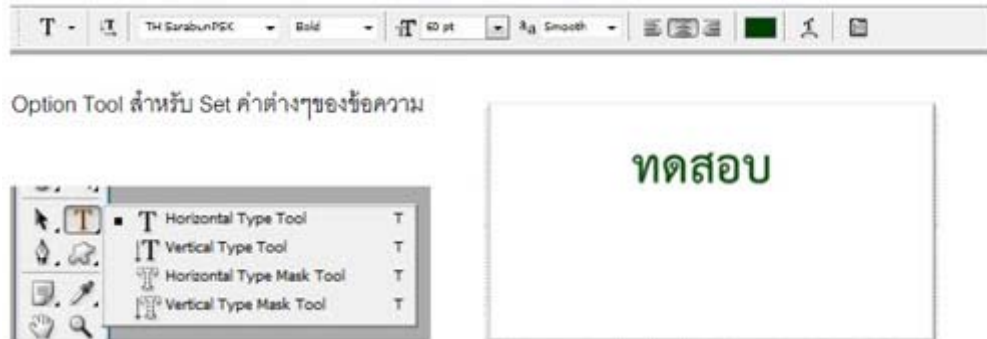 T TH SarabunPSK Bold T 60 pt aa Smooth
Option Tool สำหรับ Set ค่าต่างๆของข้อความ
ทดสอบ
T Horizontal Type Tool T
T Vertical Type Tool T
T Horizontal Type Mask Tool T
T Vertical Type Mask Tool T